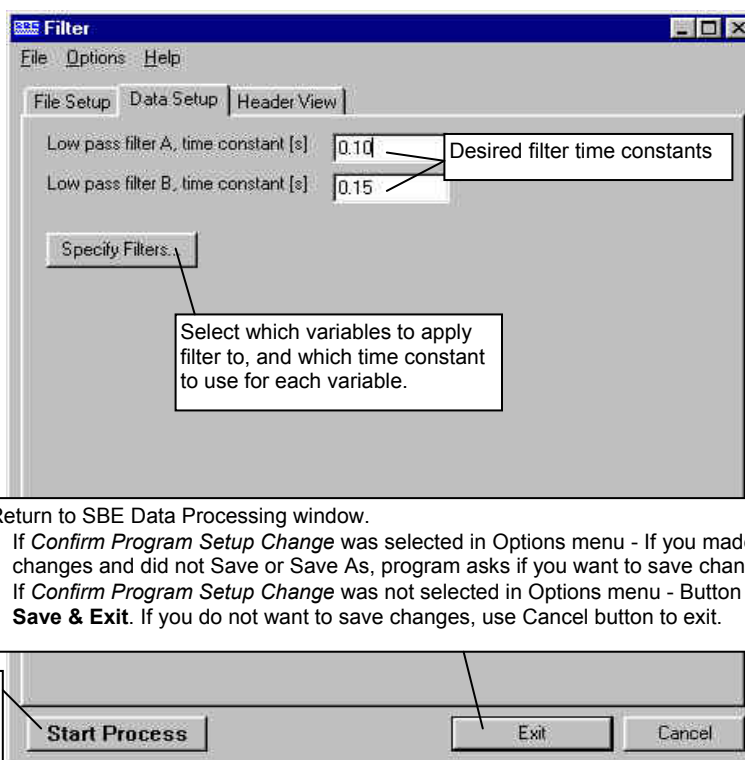 SBE Filter
File Options Help
File Setup Data Setup Header View
Low pass filter A, time constant [s] 0.10
Desired filter time constants
Low pass filter B, time constant [s] 0.15
Specify Filters...
Select which variables to apply
filter to, and which time constant
to use for each variable.
Return to SBE Data Processing window.
If Confirm Program Setup Change was selected in Options menu - If you made
changes and did not Save or Save As, program asks if you want to save chan
If Confirm Program Setup Change was not selected in Options menu - Button
Save & Exit. If you do not want to save changes, use Cancel button to exit.
Start Process Exit Cancel